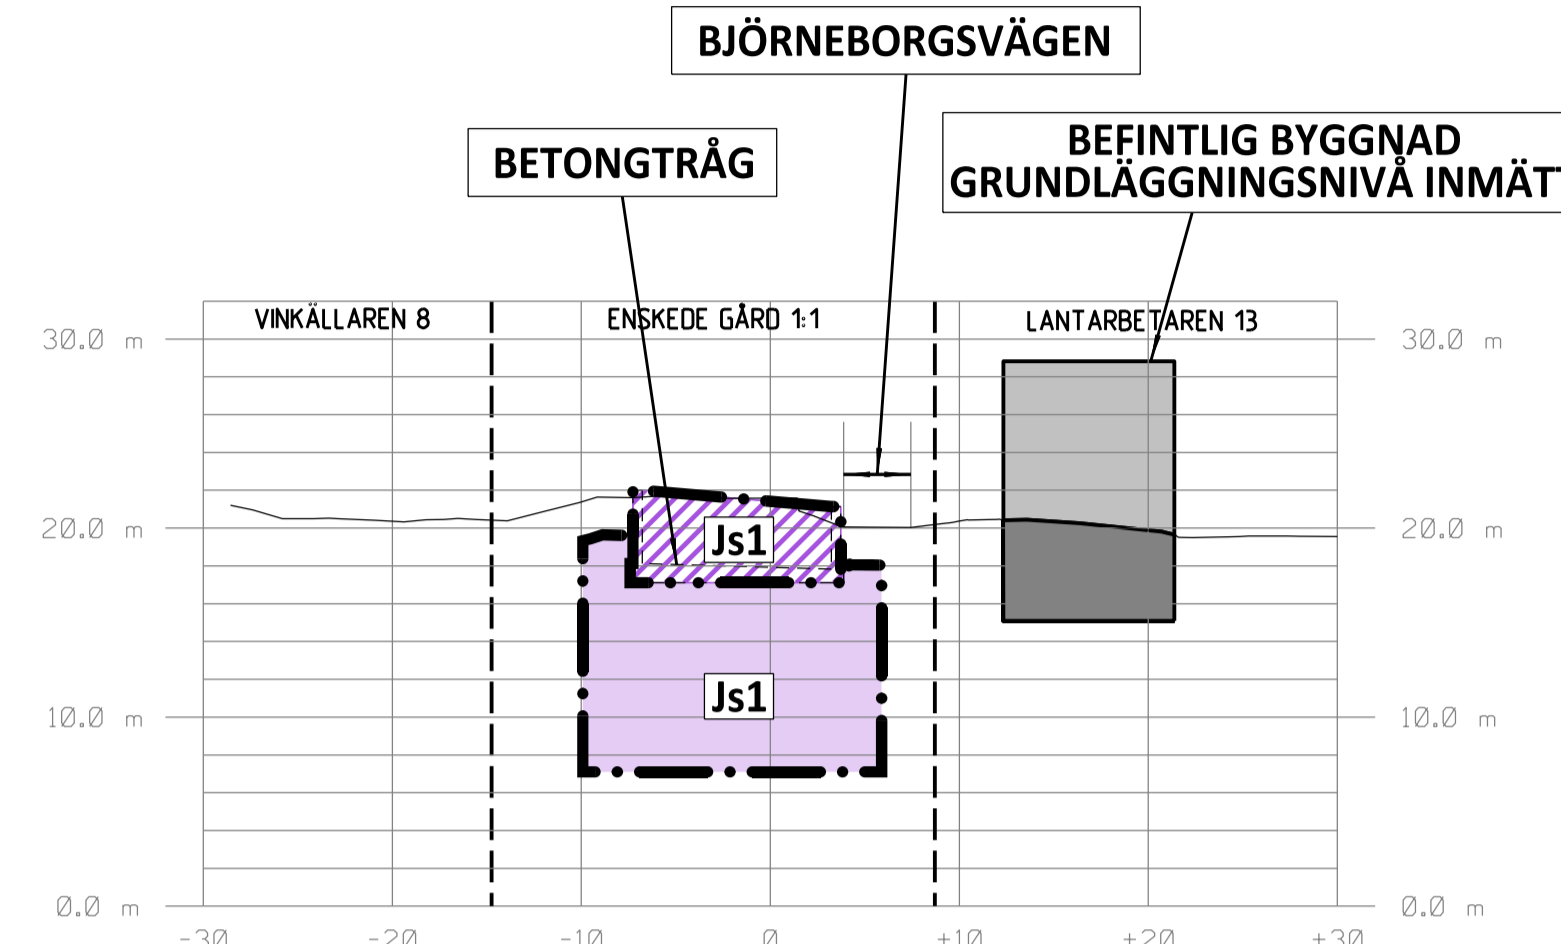 BJÖRNEBORGSVÄGEN
BEFINTLIG BYGGNAD
GRUNDLÄGGNINGSNIVÅ INMÄTT
BETONGTRÅG
VINKÄLLAREN 8
ENSKEDE GÅRD 1:1
LANTARBETAREN 13
30.0 m
30.0 m
20.0 m
20.0 m
Js1
Js1
10.0 m
10.0 m
0.0 m
0.0 m
-30
-20
-10
0
+10
+20
+30